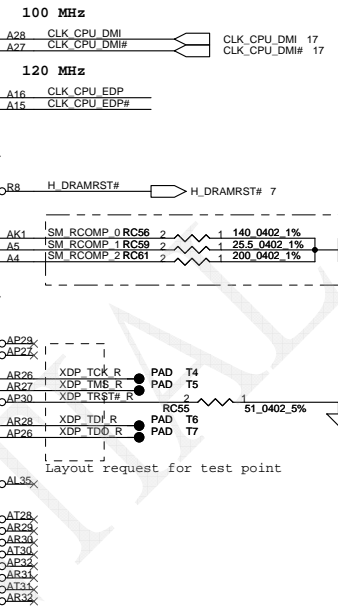 100 MHz
A28 CLK_CPU_DMI CLK_CPU_DMI 17
A27 CLK_CPU_DMI# CLK_CPU_DMI# 17
120 MHz
A16 CLK_CPU_EDP
A15 CLK_CPU_EDP#
R8 H_DRAMRST# H_DRAMRST# 7
AK1 SM_RCOMP_0 RC56 2 1 140_0402_1%
A5 SM_RCOMP_1 RC59 2 1 25.5_0402_1%
A4 SM_RCOMP_2 RC61 2 1 200_0402_1%
AP29
AP27
AR26 XDP_TCK_R PAD T4
AR27 XDP_TMS_R PAD T5
AP30 XDP_TRST#_R RC55 2 1 51_0402_5%
AR28 XDP_TDI_R PAD T6
AP26 XDP_TDO_R PAD T7
Layout request for test point
AL35
AT28
AR29
AR30
AT30
AP32
AR31
AT31
AR32